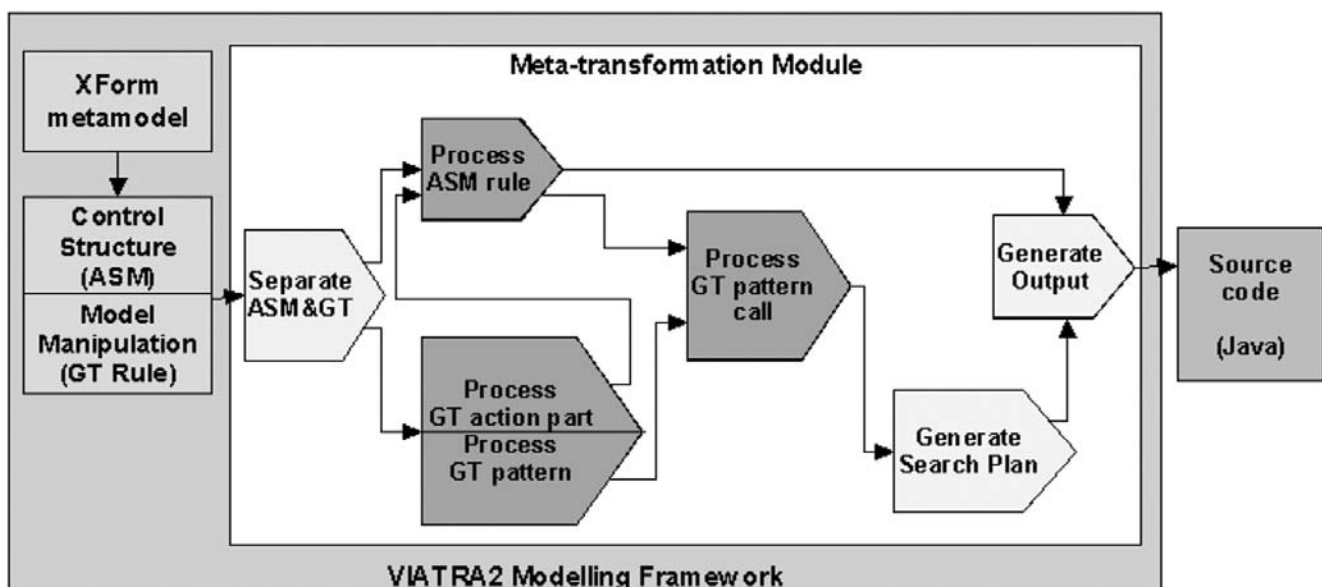 Meta-transformation Module
XForm
metamodel
Control
Structure
(ASM)
Model
Manipulation
(GT Rule)
Separate
ASM&GT
Process
ASM rule
Process
GT action part
Process
GT pattern
Process
GT pattern
call
Generate
Search Plan
Generate
Output
Source
code
(Java)
VIATRA2 Modelling Framework